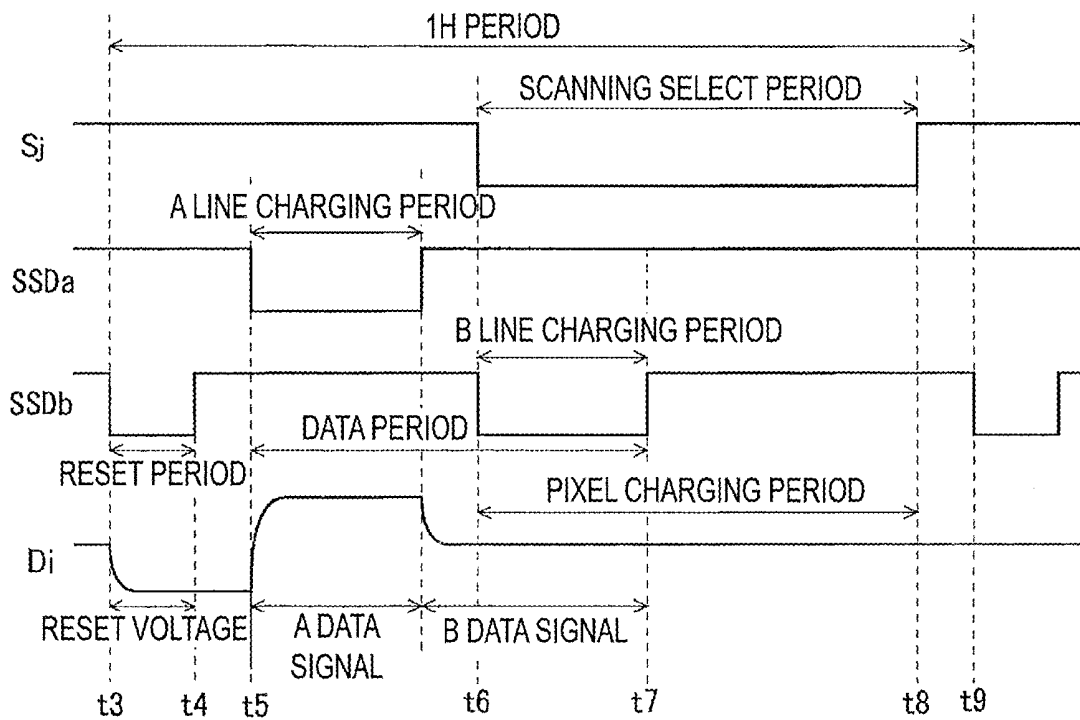 1H PERIOD
SCANNING SELECT PERIOD
Sj
A LINE CHARGING PERIOD
SSDa
B LINE CHARGING PERIOD
SSDb
DATA PERIOD
RESET PERIOD
PIXEL CHARGING PERIOD
Di
RESET VOLTAGE
A DATA
SIGNAL
B DATA SIGNAL
t3 t4 t5 t6 t7 t8 t9